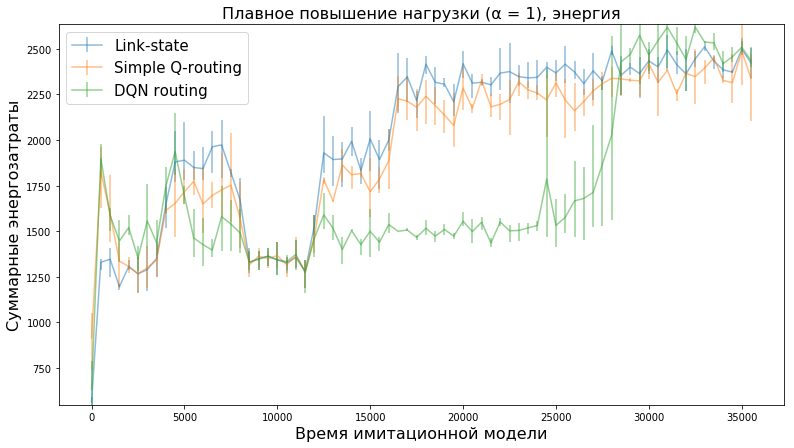 Плавное повышение нагрузки (α = 1), энергия
Link-state
Simple Q-routing
DQN routing
Суммарные энергозатраты
2500
2250
2000
1750
1500
1250
1000
750
0 5000 10000 15000 20000 25000 30000 35000
Время имитационной модели